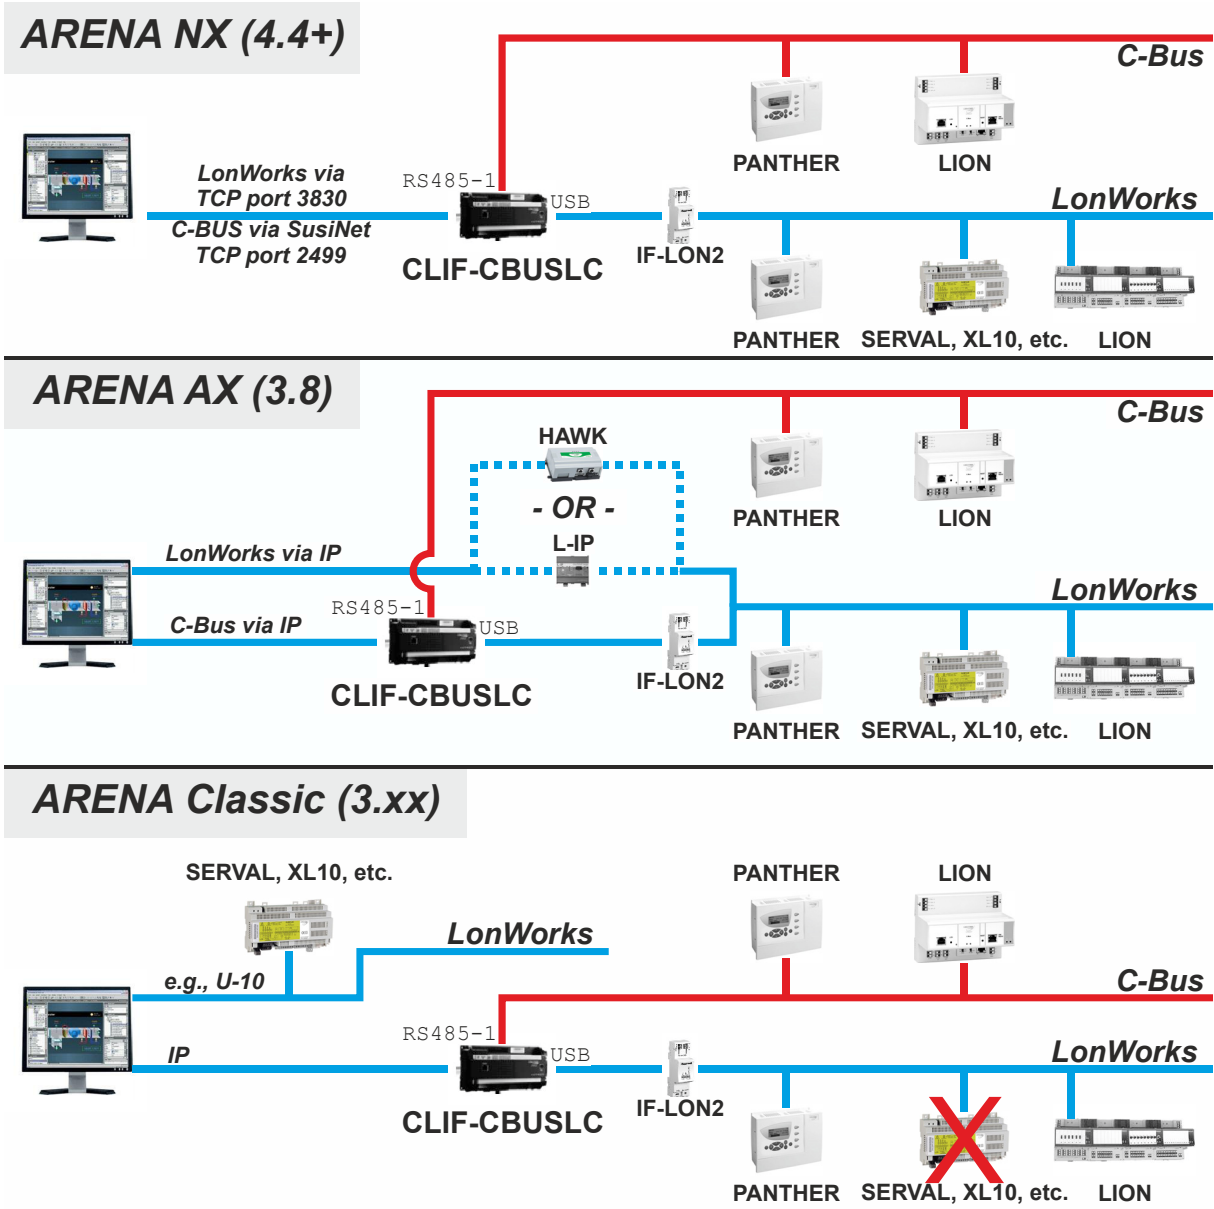 ARENA NX (4.4+)
C-Bus
PANTHER
LION
LonWorks via
TCP port 3830
RS485-1
USB
LonWorks
C-BUS via SusiNet
TCP port 2499
CLIF-CBUSLC
IF-LON2
PANTHER
SERVAL, XL10, etc.
LION
ARENA AX (3.8)
C-Bus
HAWK
- OR -
PANTHER
LION
L-IP
LonWorks via IP
LonWorks
RS485-1
C-Bus via IP
USB
CLIF-CBUSLC
IF-LON2
PANTHER
SERVAL, XL10, etc.
LION
ARENA Classic (3.xx)
SERVAL, XL10, etc.
PANTHER
LION
LonWorks
e.g., U-10
C-Bus
RS485-1
IP
USB
LonWorks
CLIF-CBUSLC
IF-LON2
PANTHER
SERVAL, XL10, etc.
LION